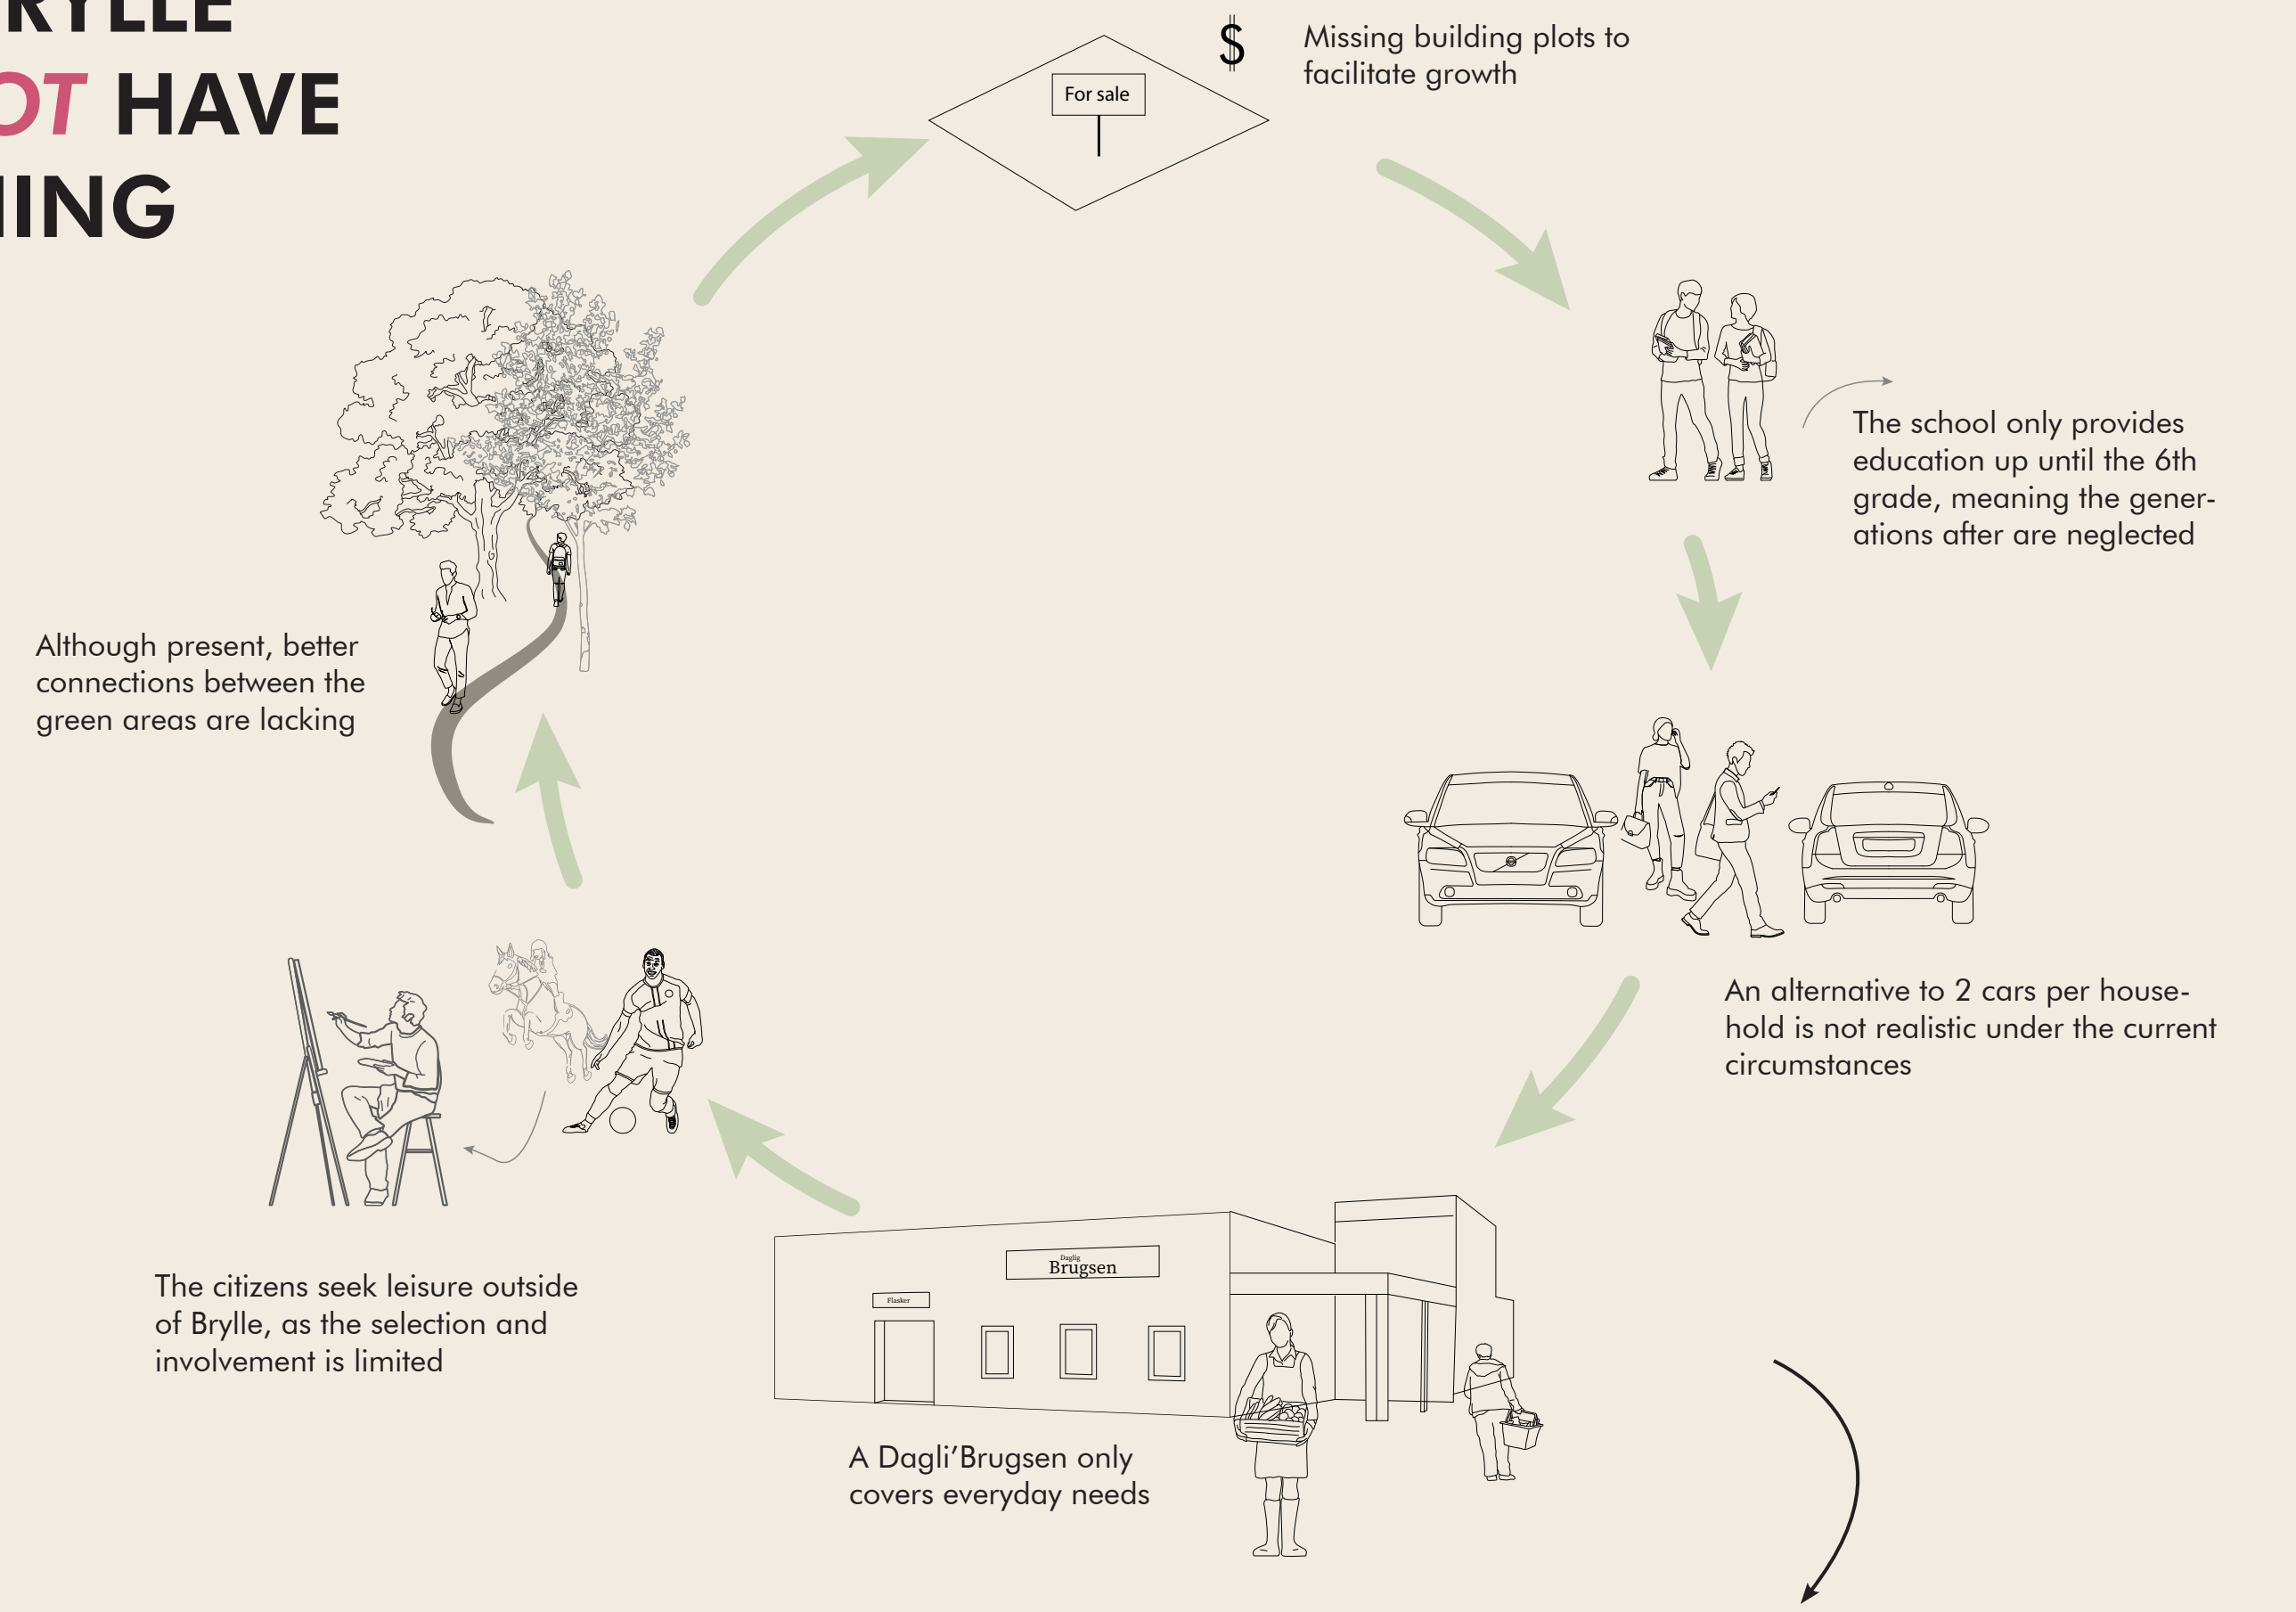 RYLLE
OT HAVE
ING
$
Missing building plots to
facilitate growth
For sale
The school only provides
education up until the 6th
grade, meaning the gener-
ations after are neglected
Although present, better
connections between the
green areas are lacking
An alternative to 2 cars per house-
hold is not realistic under the current
circumstances
Daglig
Brugsen
Flasker
The citizens seek leisure outside
of Brylle, as the selection and
involvement is limited
A Dagli’Brugsen only
covers everyday needs